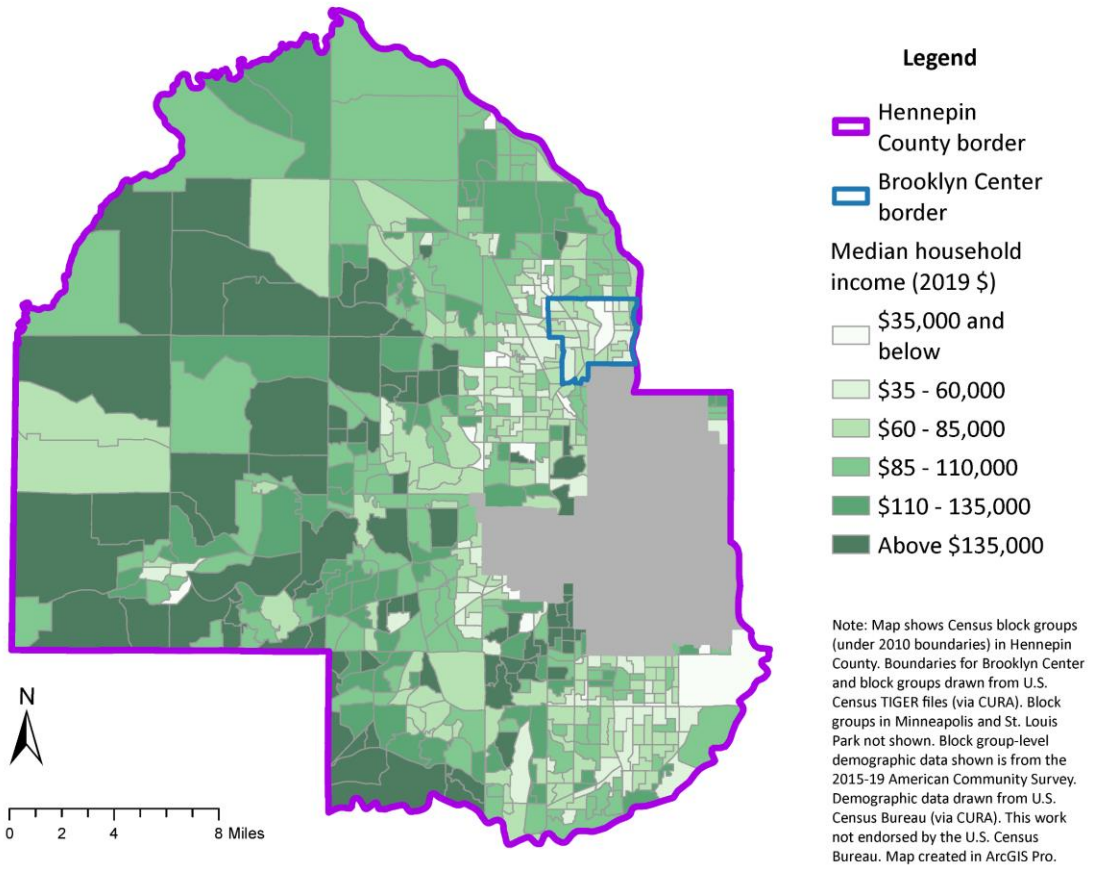 Legend
Hennepin
County border
Brooklyn Center
border
Median household
income (2019 $)
$35,000 and
below
$35 - 60,000
$60 - 85,000
$85 - 110,000
$110 - 135,000
Above $135,000
Note: Map shows Census block groups
(under 2010 boundaries) in Hennepin
County. Boundaries for Brooklyn Center
and block groups drawn from U.S.
Census TIGER files (via CURA). Block
groups in Minneapolis and St. Louis
Park not shown. Block group-level
demographic data shown is from the
2015-19 American Community Survey.
Demographic data drawn from U.S.
Census Bureau (via CURA). This work
not endorsed by the U.S. Census
Bureau. Map created in ArcGIS Pro.
N
0 2 4 8 Miles